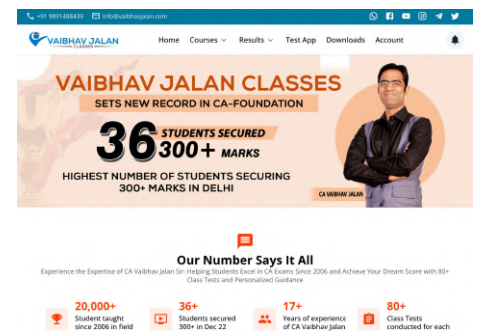 +91 9891488439 info@vaibhavjalan.com
VAIBHAV JALAN
CLASSES
Home Courses Results Test App Downloads Account
VAIBHAV JALAN CLASSES
SETS NEW RECORD IN CA-FOUNDATION
36 STUDENTS SECURED
300+ MARKS
HIGHEST NUMBER OF STUDENTS SECURING
300+ MARKS IN DELHI
CA VAIBHAV JALAN
Our Number Says It All
Experience the Expertise of CA Vaibhav Jalan Sir: Helping Students Excel in CA Exams Since 2006 and Achieve Your Dream Score with 80+
Class Tests and Personalized Guidance
20,000+ 36+ 17+ 80+
Student taught Students secured Years of experience Class Tests
since 2006 in field 300+ in Dec 22 of CA Vaibhav Jalan conducted for each